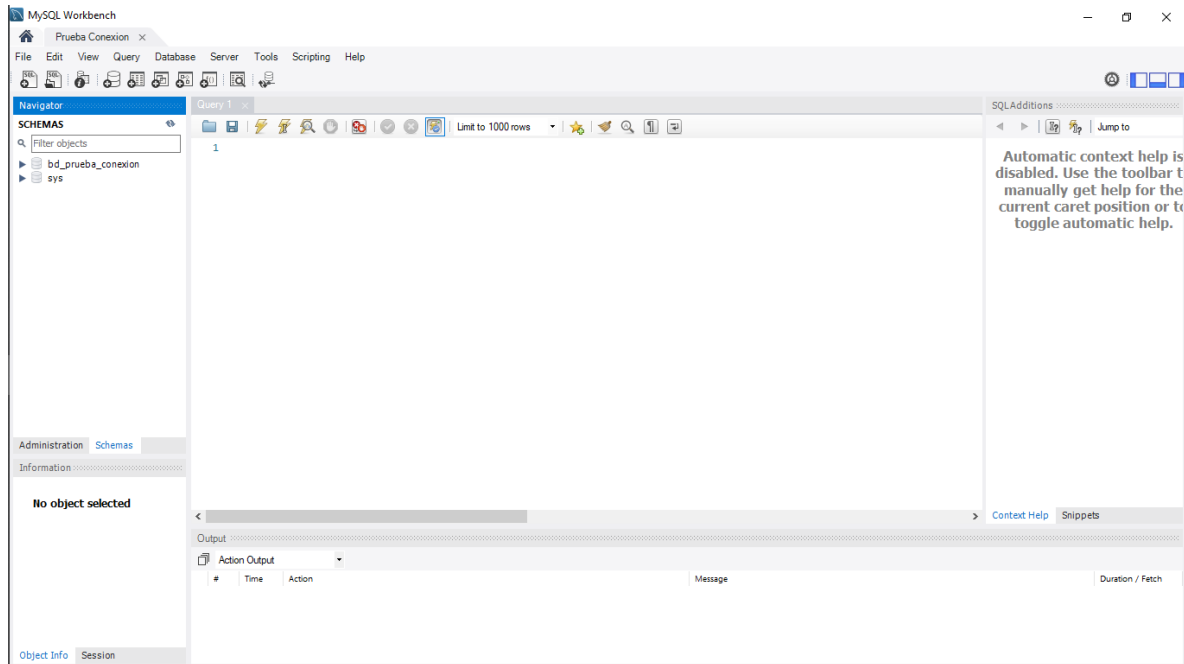 MySQL Workbench
Prueba Conexion
File Edit View Query Database Server Tools Scripting Help
Navigator
SCHEMAS
Filter objects
bd_prueba_conexion
sys
Administration Schemas
Information
No object selected
Object Info Session
Query 1
Limit to 1000 rows
1
Output
Action Output
# Time Action Message Duration / Fetch
SQLAdditions
Jump to
Automatic context help is
disabled. Use the toolbar t
manually get help for the
current caret position or to
toggle automatic help.
Context Help Snippets